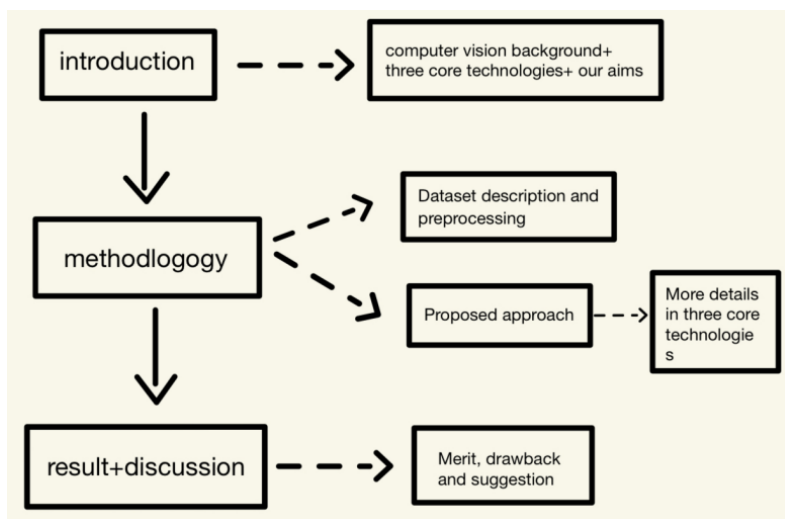 introduction
computer vision background+
three core technologies+ our aims
methodlogogy
Dataset description and
preprocessing
Proposed approach
More details
in three core
technologie
s
result+discussion
Merit, drawback
and suggestion